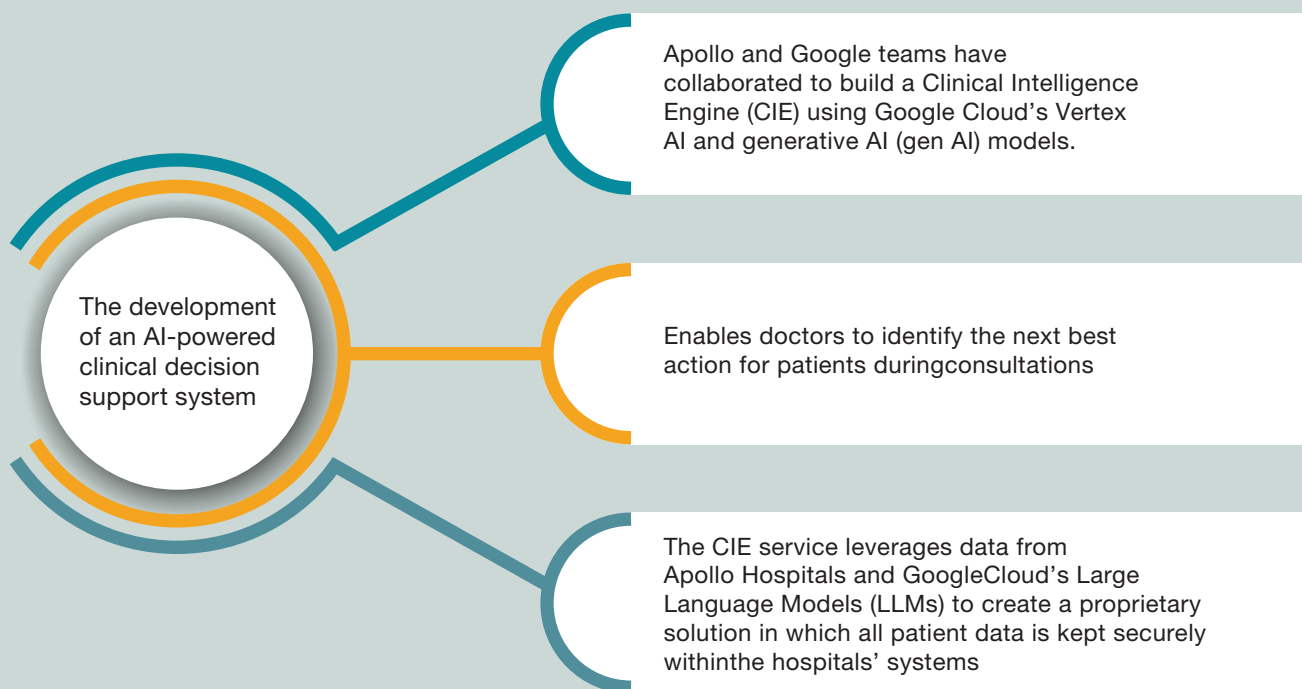 The development
of an AI-powered
clinical decision
support system
Apollo and Google teams have
collaborated to build a Clinical Intelligence
Engine (CIE) using Google Cloud’s Vertex
AI and generative AI (gen AI) models.
Enables doctors to identify the next best
action for patients duringconsultations
The CIE service leverages data from
Apollo Hospitals and GoogleCloud’s Large
Language Models (LLMs) to create a proprietary
solution in which all patient data is kept securely
withinthe hospitals’ systems